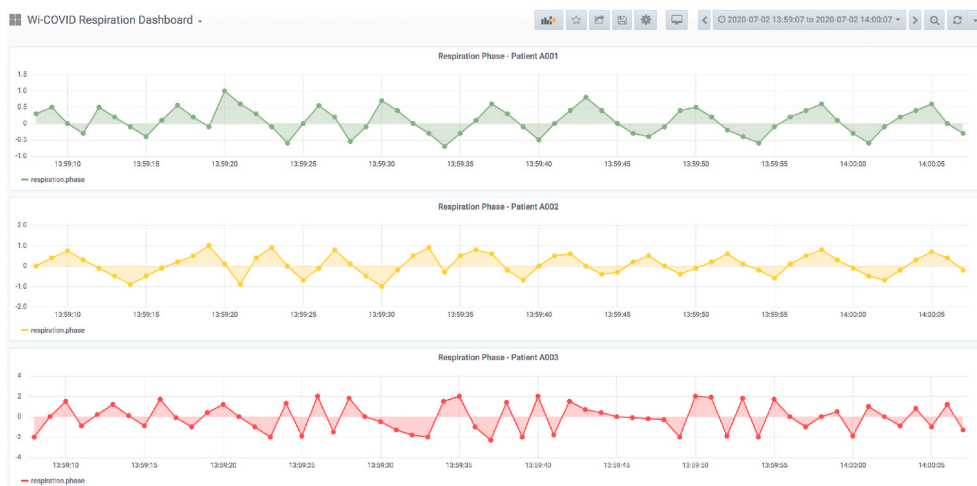 Wi-COVID Respiration Dashboard
2020-07-02 13:59:07 to 2020-07-02 14:00:07
Respiration Phase - Patient A001
1.5
1.0
0.5
0
-0.5
-1.0
13:59:10 13:59:15 13:59:20 13:59:25 13:59:30 13:59:35 13:59:40 13:59:45 13:59:50 13:59:55 14:00:00 14:00:05
respiration.phase
Respiration Phase - Patient A002
2.0
1.0
0
-1.0
-2.0
13:59:10 13:59:15 13:59:20 13:59:25 13:59:30 13:59:35 13:59:40 13:59:45 13:59:50 13:59:55 14:00:00 14:00:05
respiration.phase
Respiration Phase - Patient A003
4
2
0
-2
-4
13:59:10 13:59:15 13:59:20 13:59:25 13:59:30 13:59:35 13:59:40 13:59:45 13:59:50 13:59:55 14:00:00 14:00:05
respiration.phase